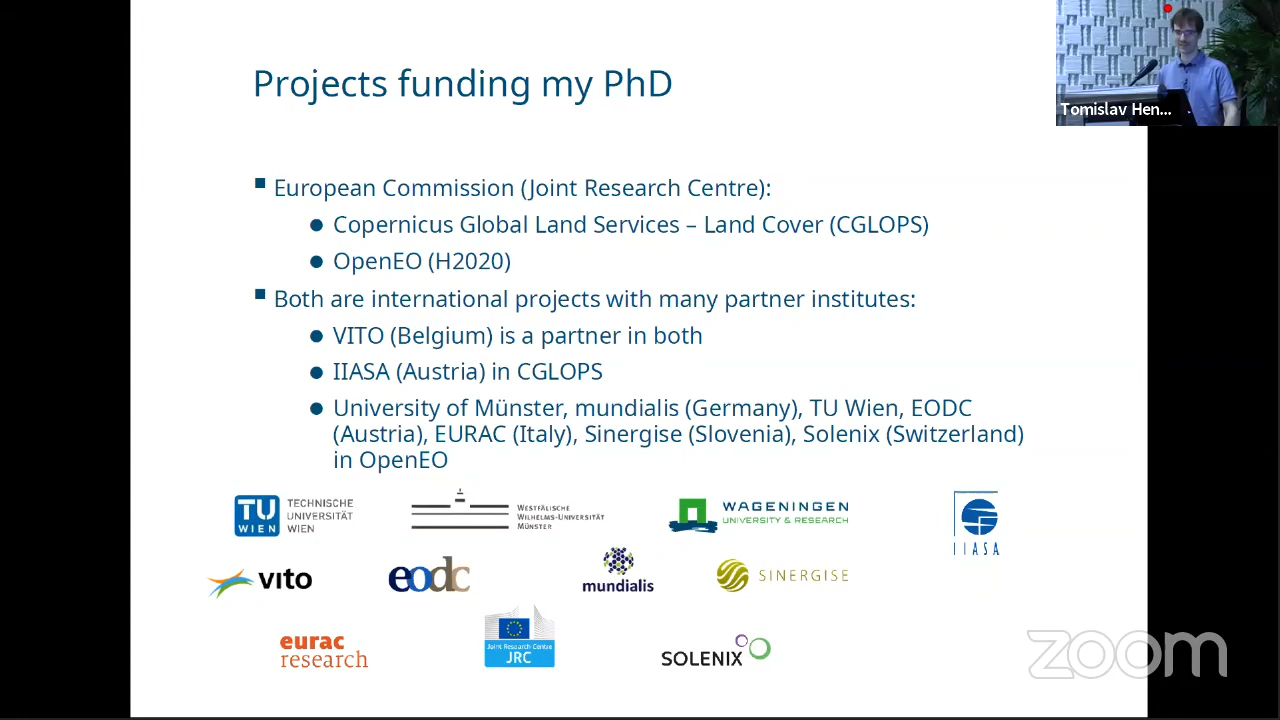 Projects funding my PhD
Tomislav Hen...
European Commission (Joint Research Centre):
Copernicus Global Land Services – Land Cover (CGLOPS)
OpenEO (H2020)
Both are international projects with many partner institutes:
VITO (Belgium) is a partner in both
IIASA (Austria) in CGLOPS
University of Münster, mundialis (Germany), TU Wien, EODC
(Austria), EURAC (Italy), Sinergise (Slovenia), Solenix (Switzerland)
in OpenEO
TU
WIEN
TECHNISCHE
UNIVERSITÄT
WIEN
WESTFÄLISCHE
WILHELMS-UNIVERSITÄT
MÜNSTER
WAGENINGEN
UNIVERSITY & RESEARCH
IIASA
vito
eodc
mundialis
SINERGISE
eurac
research
Joint Research Centre
JRC
SOLENIX
zoom